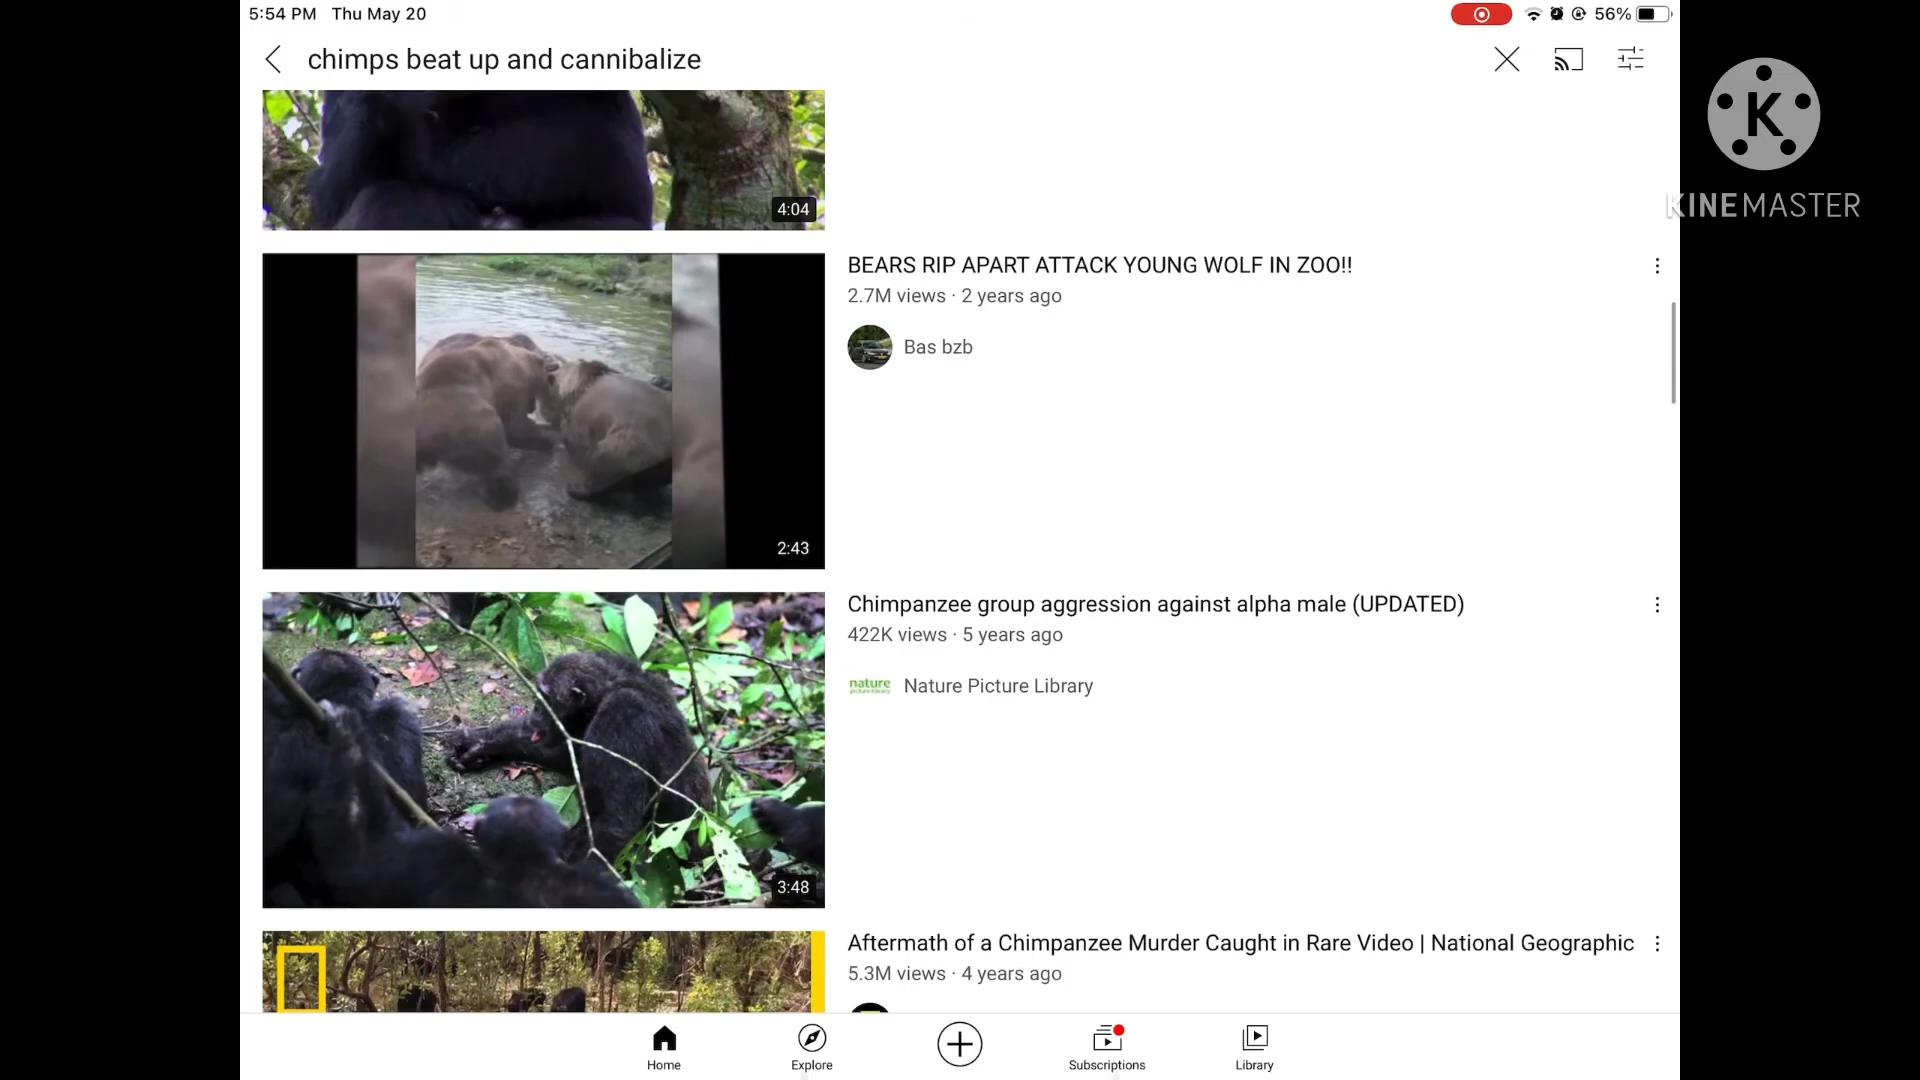 5:54 PM Thu May 20
56%
chimps beat up and cannibalize
K
KINEMASTER
4:04
BEARS RIP APART ATTACK YOUNG WOLF IN ZOO!!
2.7M views · 2 years ago
Bas bzb
2:43
Chimpanzee group aggression against alpha male (UPDATED)
422K views · 5 years ago
nature
picture library
Nature Picture Library
3:48
Aftermath of a Chimpanzee Murder Caught in Rare Video | National Geographic
5.3M views · 4 years ago
Home
Explore
Subscriptions
Library